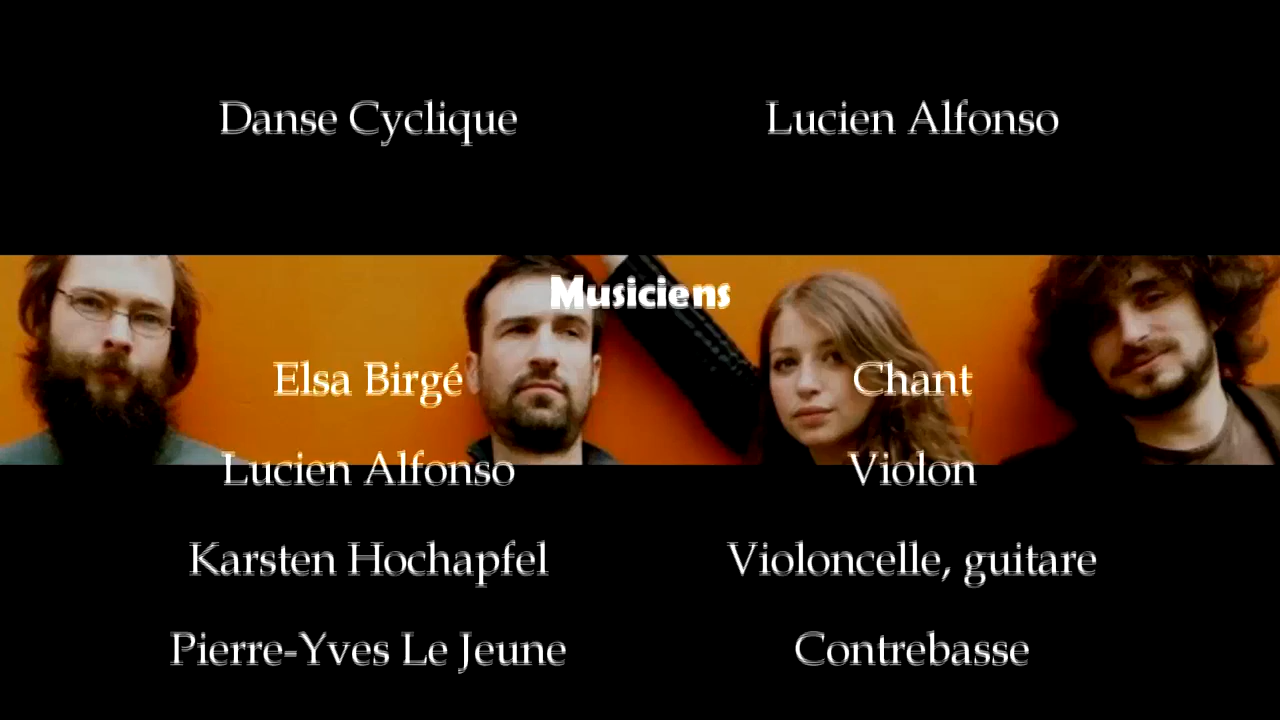 Danse Cyclique Lucien Alfonso
Musiciens
Elsa Birgé Chant
Lucien Alfonso Violon
Karsten Hochapfel Violoncelle, guitare
Pierre-Yves Le Jeune Contrebasse